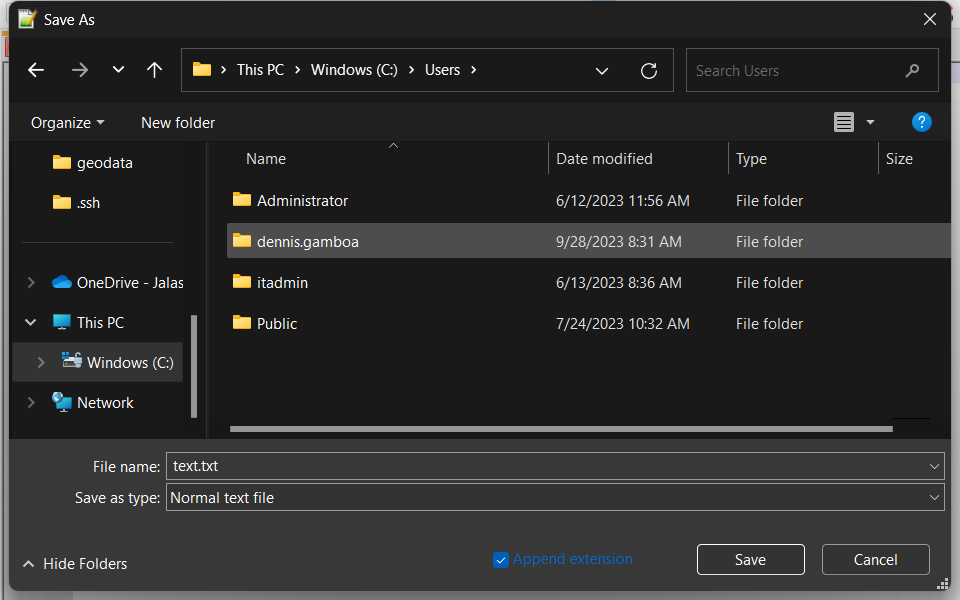 Save As
This PC > Windows (C:) > Users >
Search Users
Organize
New folder
?
geodata
.ssh
OneDrive - Jalas
This PC
Windows (C:)
Network
Name Date modified Type Size
Administrator 6/12/2023 11:56 AM File folder
dennis.gamboa 9/28/2023 8:31 AM File folder
itadmin 6/13/2023 8:36 AM File folder
Public 7/24/2023 10:32 AM File folder
File name: text.txt
Save as type: Normal text file
Hide Folders
Append extension
Save
Cancel